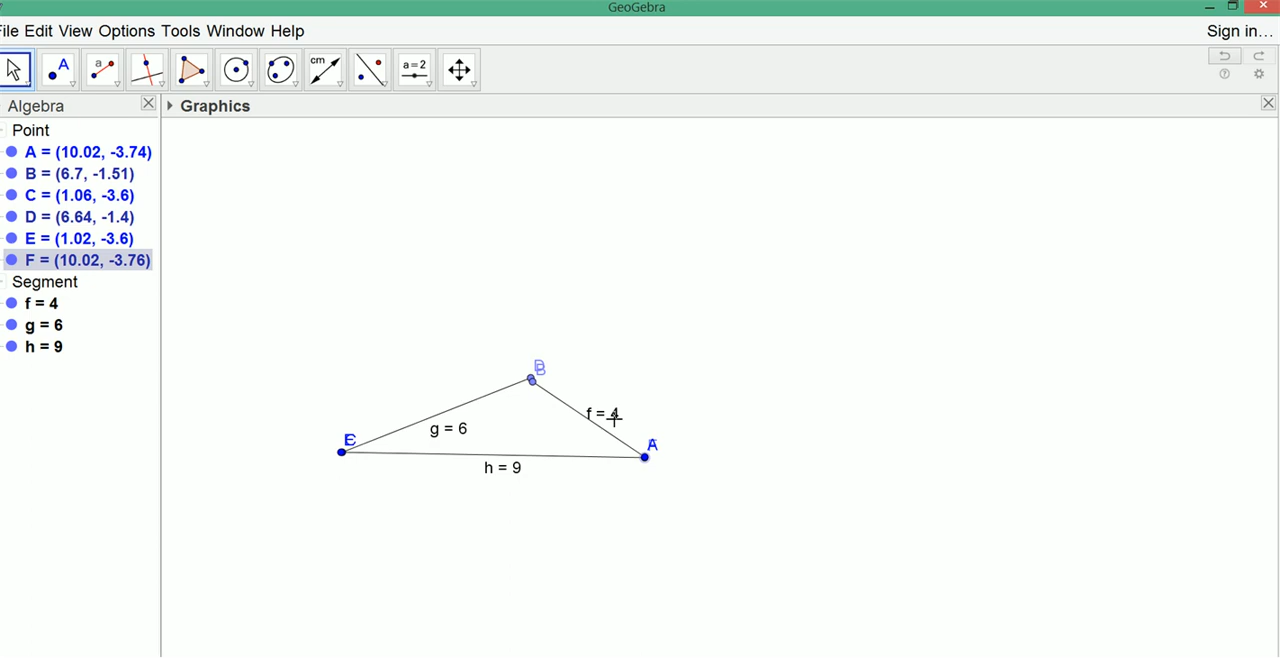 GeoGebra
File Edit View Options Tools Window Help
Sign in...
A
a
cm
a=2
Algebra
Graphics
Point
A = (10.02, -3.74)
B = (6.7, -1.51)
C = (1.06, -3.6)
D = (6.64, -1.4)
E = (1.02, -3.6)
F = (10.02, -3.76)
Segment
f = 4
g = 6
h = 9
B
f = 4
g = 6
E
A
h = 9